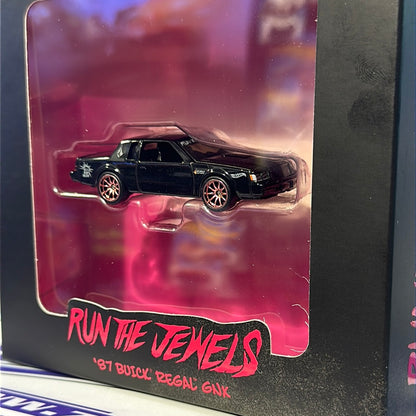 RUN THE JEWELS
'87 BUICK REGAL GNX